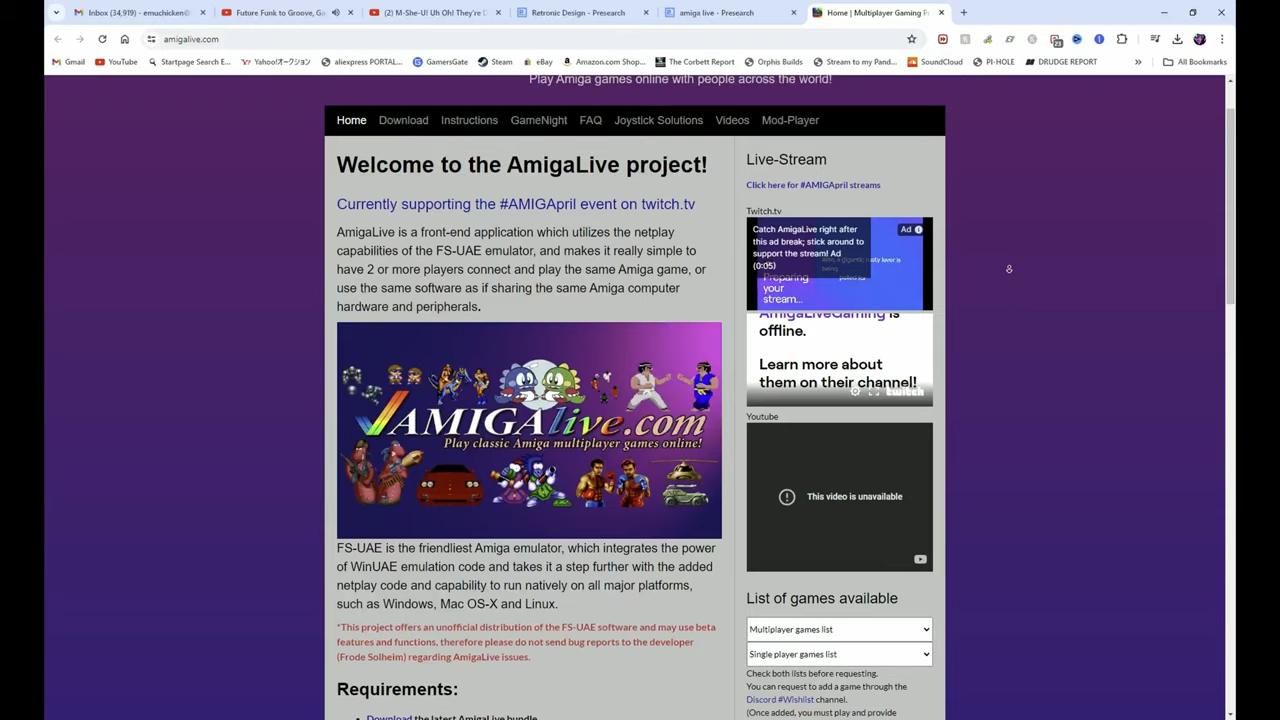 Inbox (34,919) - emuchicken@
Future Funk to Groove, Ga
(2) M-She-U! Uh Oh! They're D
Retronic Design - Presearch
amiga live - Presearch
Home | Multiplayer Gaming P
amigalive.com
Gmail
YouTube
Startpage Search E...
Yahoo!オークション
aliexpress PORTAL...
GamersGate
Steam
eBay
Amazon.com Shop...
The Corbett Report
Orphis Builds
Stream to my Pand...
SoundCloud
PI-HOLE
DRUDGE REPORT
»
All Bookmarks
Play Amiga games online with people across the world!
Home Download Instructions GameNight FAQ Joystick Solutions Videos Mod-Player
Welcome to the AmigaLive project!
Currently supporting the #AMIGApril event on twitch.tv
AmigaLive is a front-end application which utilizes the netplay
capabilities of the FS-UAE emulator, and makes it really simple to
have 2 or more players connect and play the same Amiga game, or
use the same software as if sharing the same Amiga computer
hardware and peripherals.
AMIGAlive.com
Play classic Amiga multiplayer games online!
FS-UAE is the friendliest Amiga emulator, which integrates the power
of WinUAE emulation code and takes it a step further with the added
netplay code and capability to run natively on all major platforms,
such as Windows, Mac OS-X and Linux.
*This project offers an unofficial distribution of the FS-UAE software and may use beta
features and functions, therefore please do not send bug reports to the developer
(Frode Solheim) regarding AmigaLive issues.
Requirements:
Download the latest AmigaLive bundle
Live-Stream
Click here for #AMIGApril streams
Twitch.tv
Catch AmigaLive right after
this ad break; stick around to
support the stream! Ad
(0:05)
Ad
Preparing
your
stream...
AmigaLiveGaming is
offline.
Learn more about
them on their channel!
twitch
Youtube
This video is unavailable
List of games available
Multiplayer games list
Single player games list
Check both lists before requesting.
You can request to add a game through the
Discord #Wishlist channel.
(Once added, you must play and provide